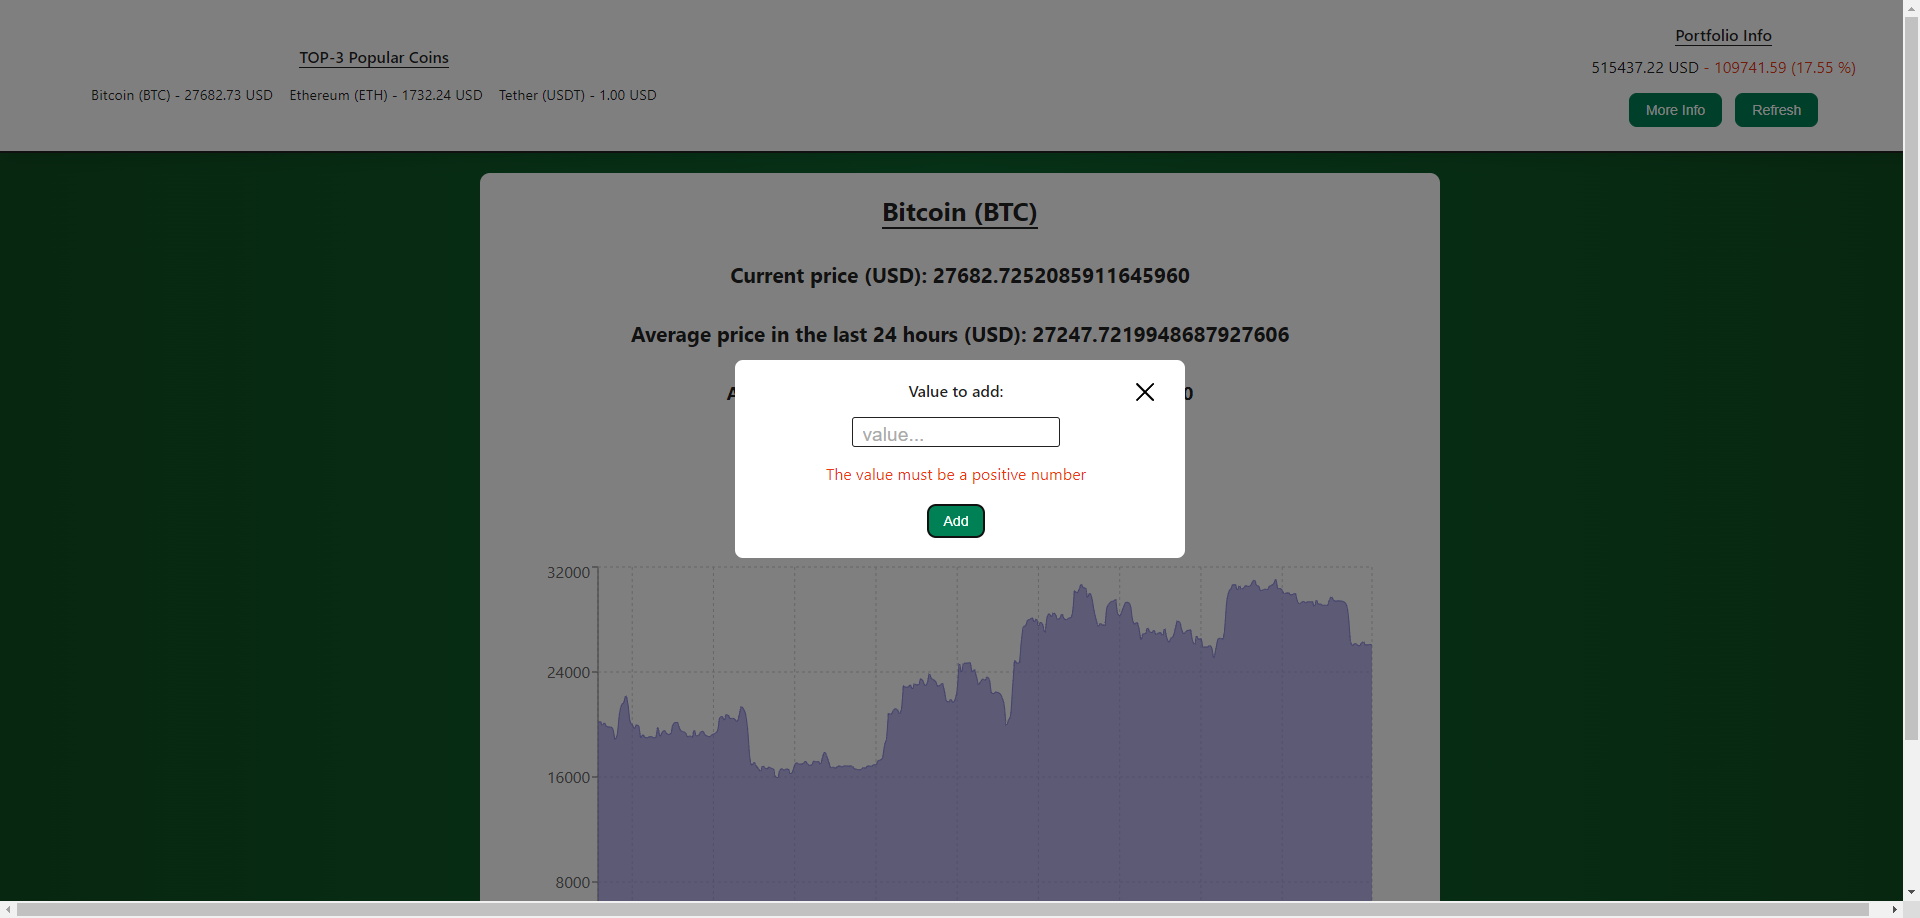 TOP-3 Popular Coins
Bitcoin (BTC) - 27682.73 USD Ethereum (ETH) - 1732.24 USD Tether (USDT) - 1.00 USD
Portfolio Info
515437.22 USD - 109741.59 (17.55 %)
More Info Refresh
Bitcoin (BTC)
Current price (USD): 27682.7252085911645960
Average price in the last 24 hours (USD): 27247.7219948687927606
Value to add:
value...
The value must be a positive number
Add
32000
24000
16000
8000